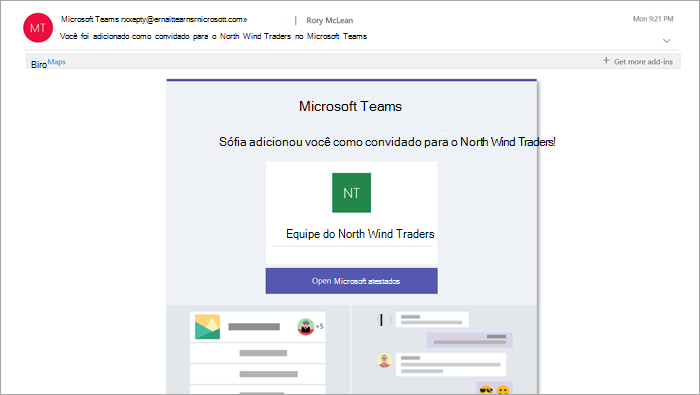 MT
Microsoft Teams rxxepty@ernaittearnsrnicrosott.com»
Rory McLean
Mon 9:21 PM
Você foi adicionado como convidado para o North Wind Traders no Microsoft Teams
BiroMaps
+ Get more add-ins
Microsoft Teams
Sófia adicionou você como convidado para o North Wind Traders!
NT
Equipe do North Wind Traders
Open Microsoft atestados
+5